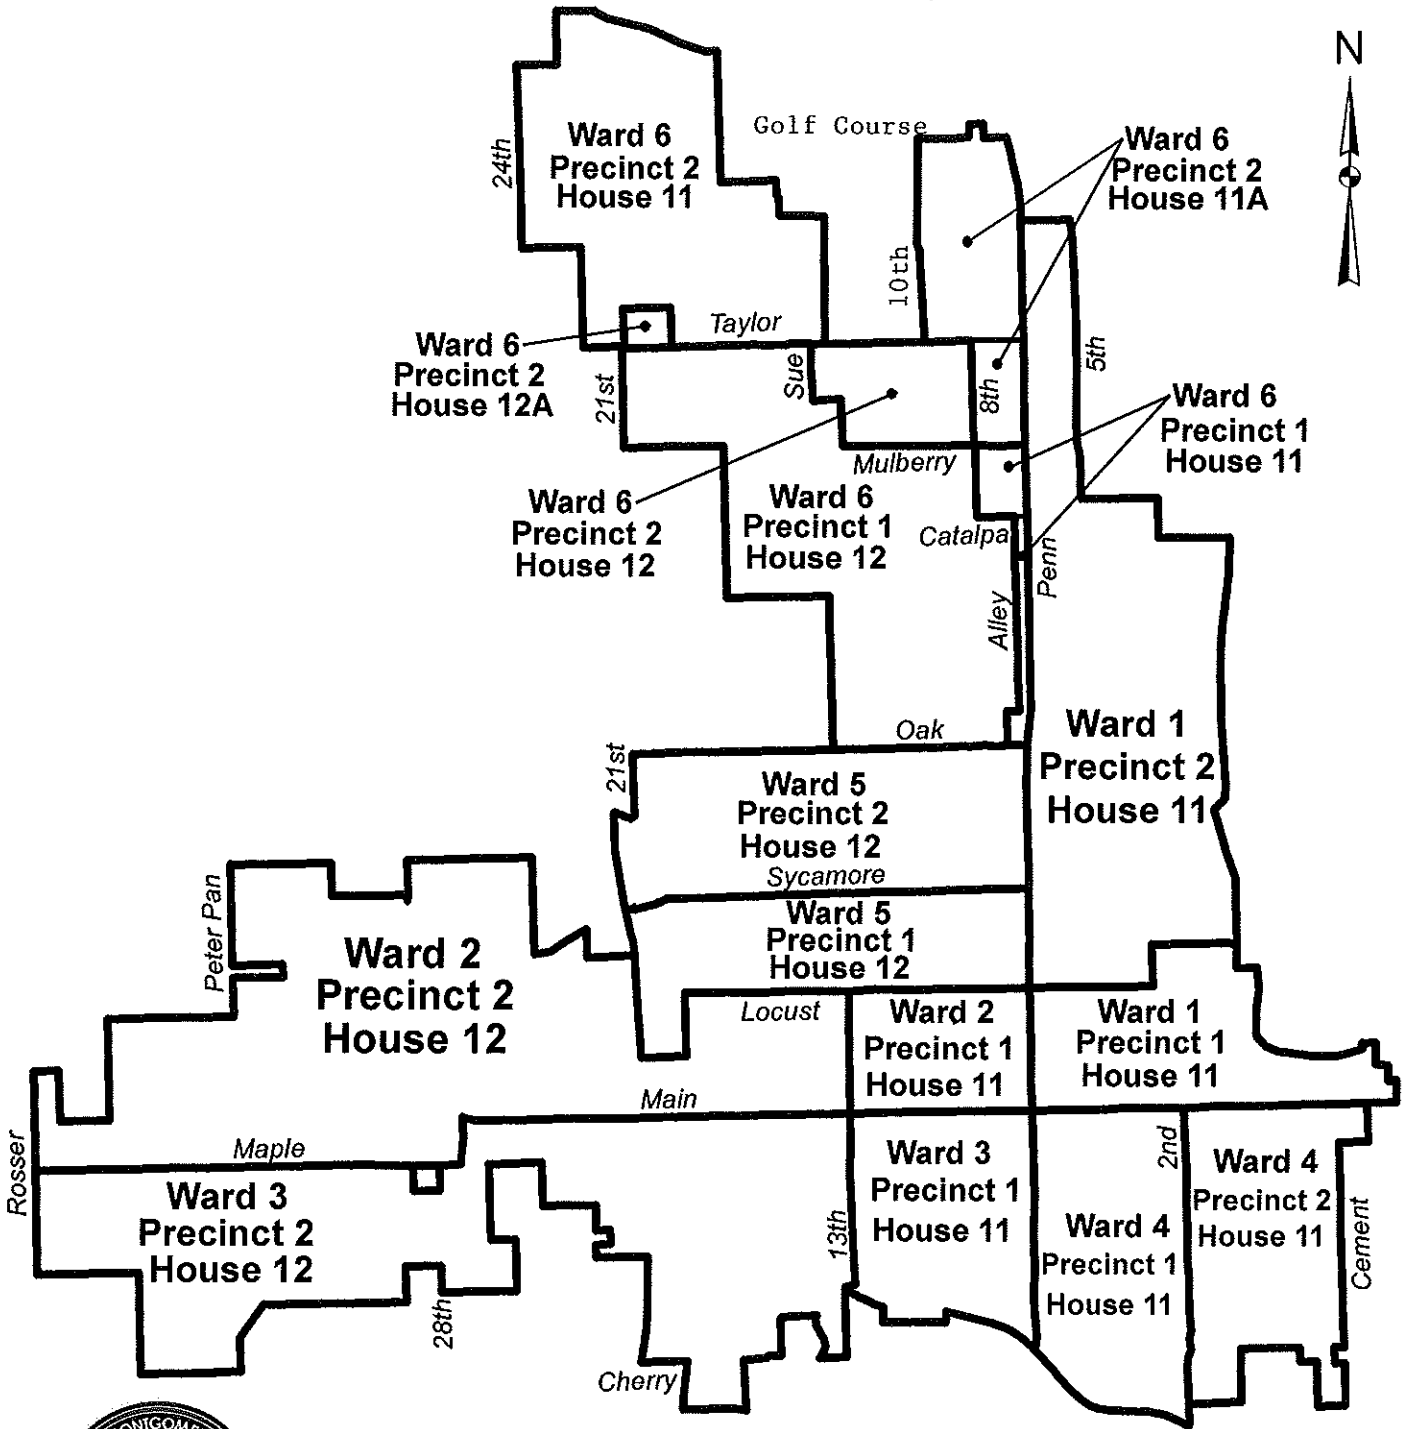 N
Golf Course
Ward 6
Precinct 2
House 11
24th
Ward 6
Precinct 2
House 11A
10th
Taylor
Ward 6
Precinct 2
House 12A
21st
Sue
8th
5th
Ward 6
Precinct 1
House 11
Mulberry
Ward 6
Precinct 2
House 12
Ward 6
Precinct 1
House 12
Catalpa
Penn
Alley
Oak
21st
Ward 1
Precinct 2
House 11
Ward 5
Precinct 2
House 12
Sycamore
Peter Pan
Ward 5
Precinct 1
House 12
Ward 2
Precinct 2
House 12
Locust
Ward 2
Precinct 1
House 11
Ward 1
Precinct 1
House 11
Main
Maple
Rosser
Ward 3
Precinct 2
House 12
Ward 3
Precinct 1
House 11
2nd
Ward 4
Precinct 2
House 11
Ward 4
Precinct 1
House 11
13th
Cement
28th
Cherry